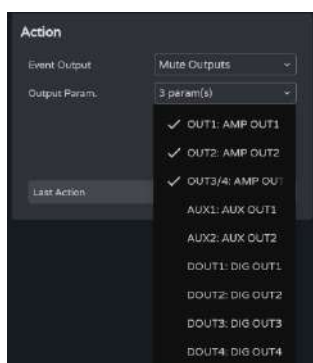 Action
Event Output
Mute Outputs
Output Param.
3 param(s)
OUT1: AMP OUT1
OUT2: AMP OUT2
OUT3/4: AMP OUT
Last Action
AUX1: AUX OUT1
AUX2: AUX OUT2
DOUT1: DIG OUT1
DOUT2: DIG OUT2
DOUT3: DIG OUT3
DOUT4: DIG OUT4